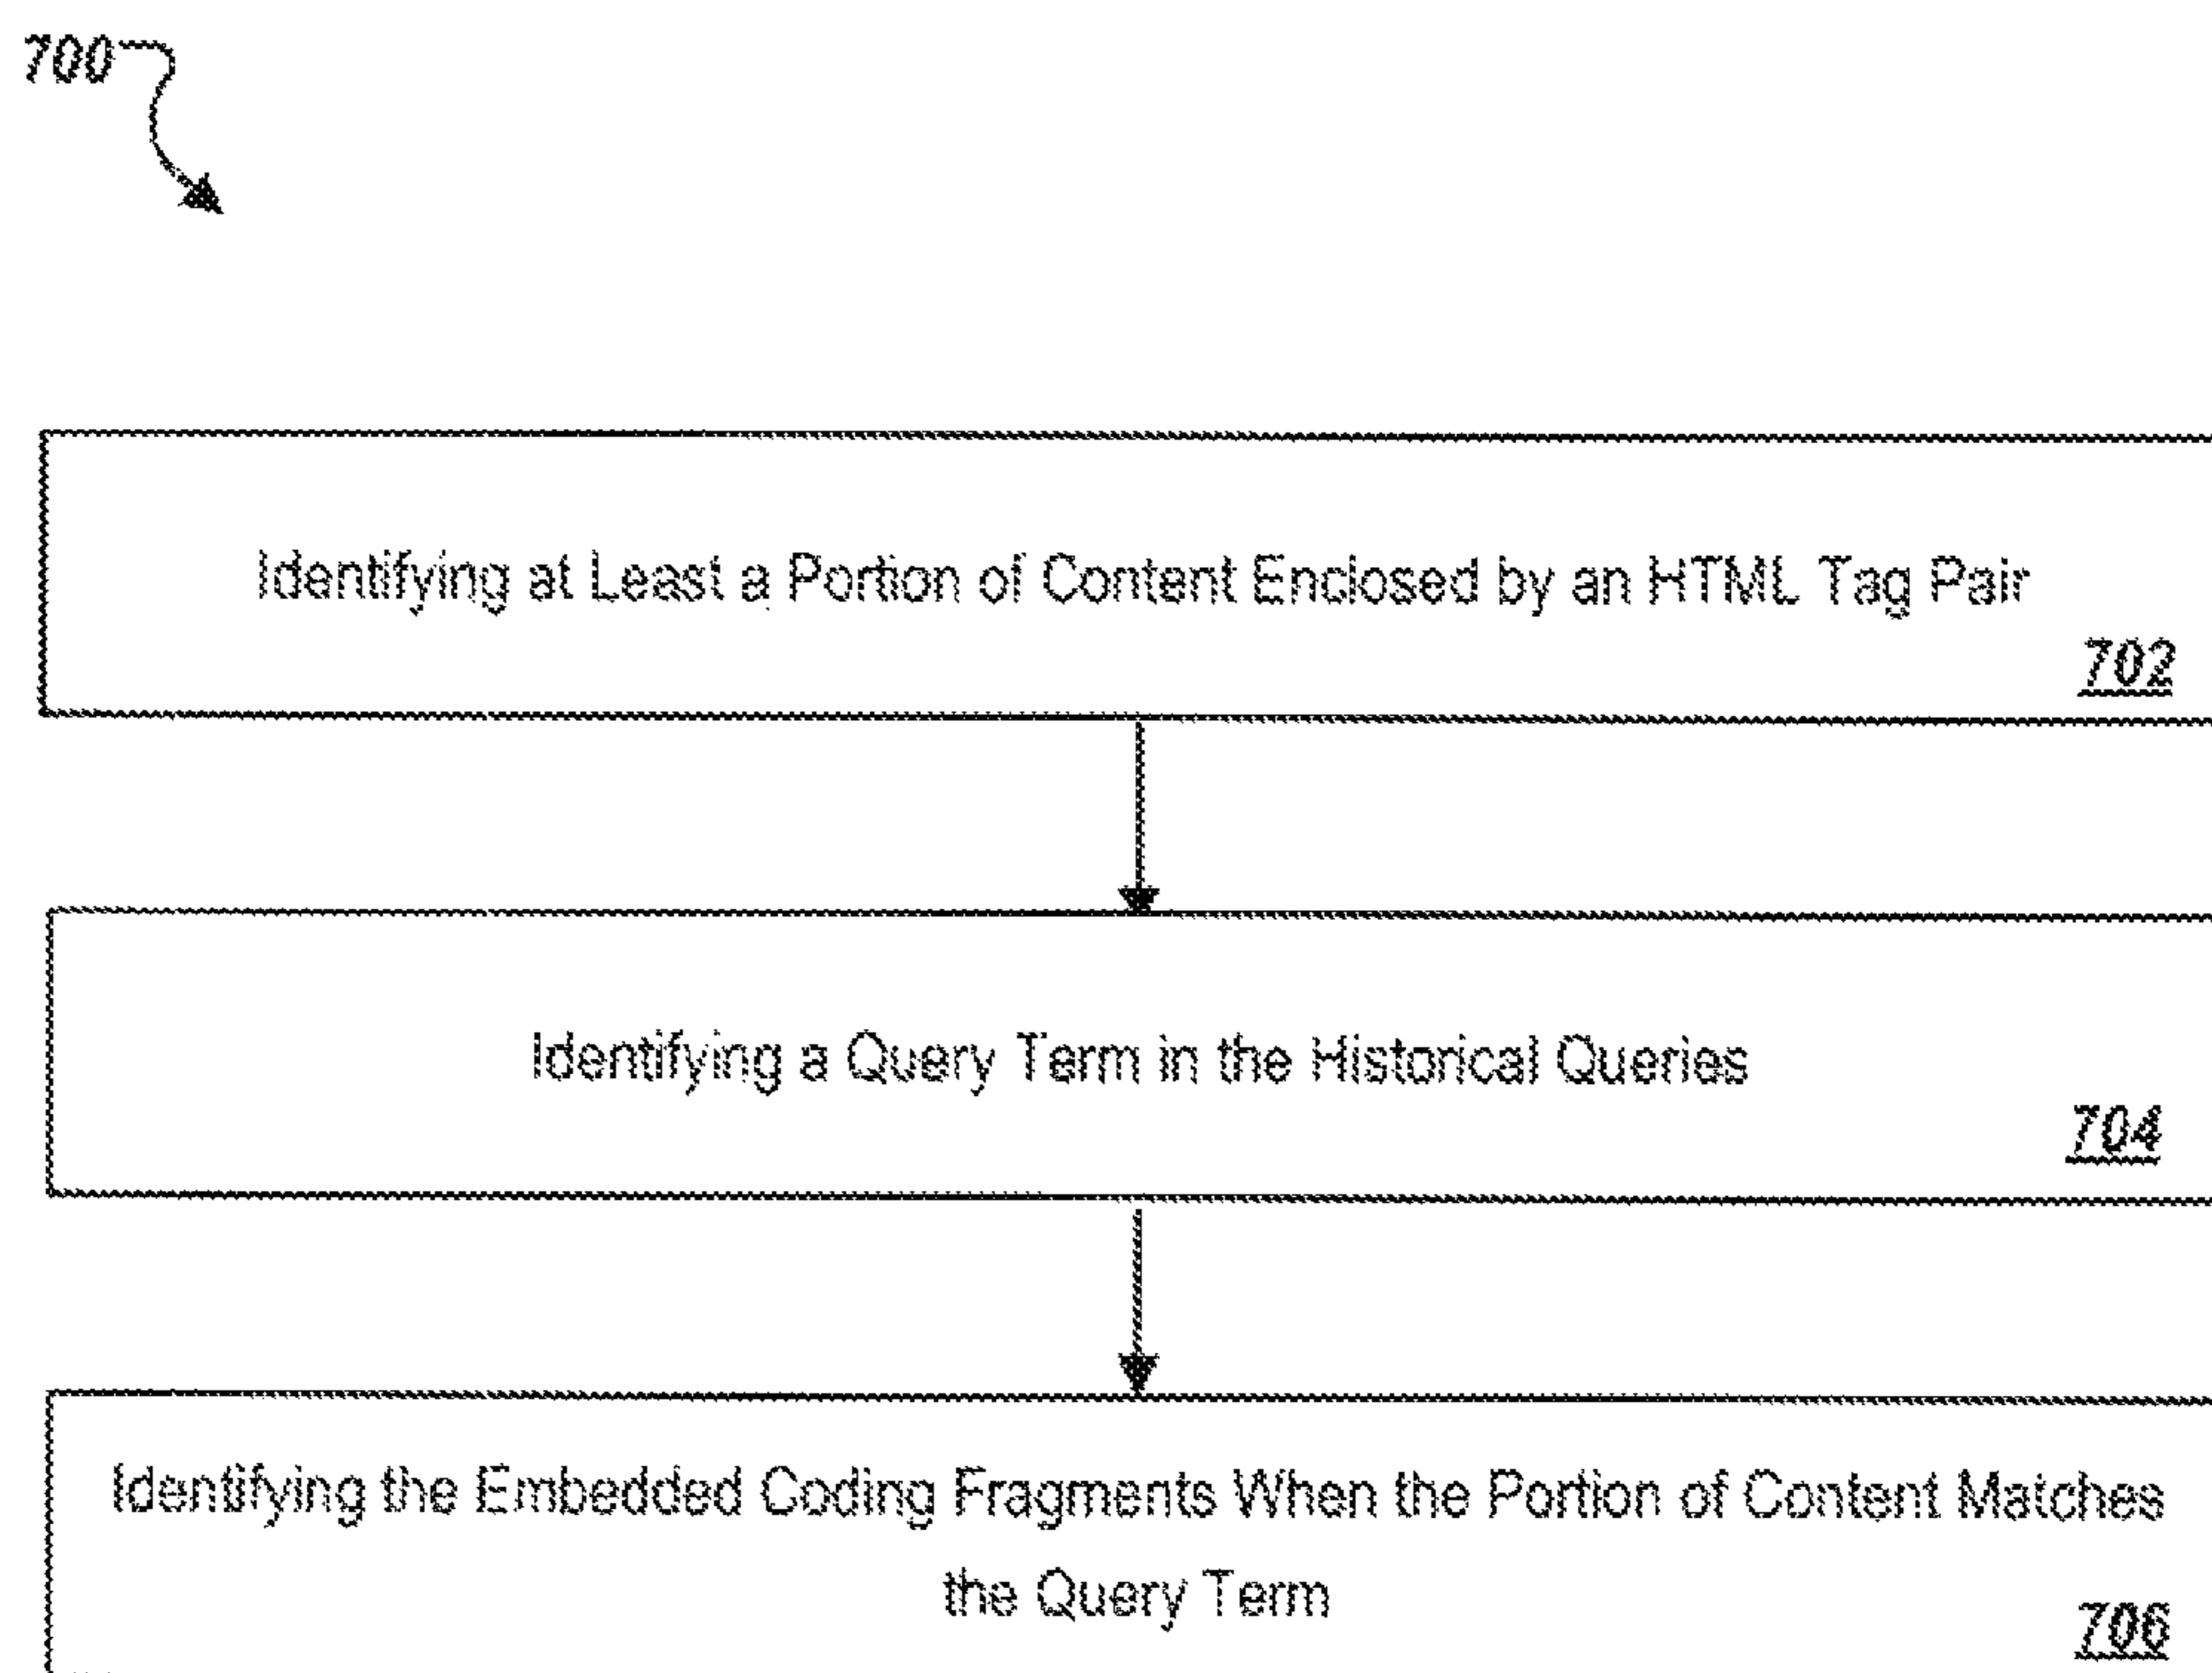 700
Identifying at Least a Portion of Content Enclosed by an HTML Tag Pair
702
Identifying a Query Term in the Historical Queries
704
Identifying the Embedded Coding Fragments When the Portion of Content Matches
the Query Term
706